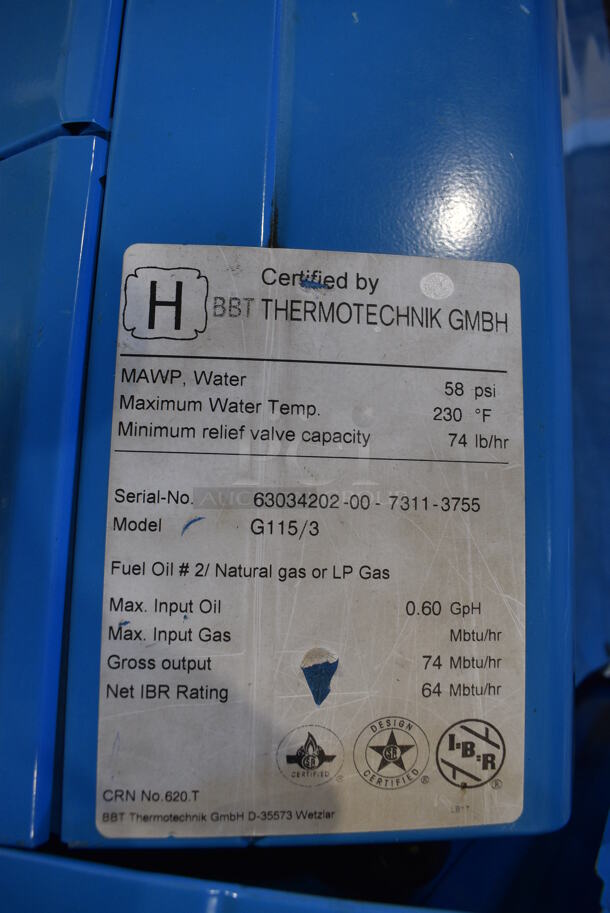 H
Certified by
BBT THERMOTECHNIK GMBH
MAWP, Water 58 psi
Maximum Water Temp. 230 °F
Minimum relief valve capacity 74 lb/hr
Serial-No. 63034202-00 - 7311-3755
Model G115/3
Fuel Oil # 2/ Natural gas or LP Gas
Max. Input Oil 0.60 GpH
Max. Input Gas Mbtu/hr
Gross output 74 Mbtu/hr
Net IBR Rating 64 Mbtu/hr
CERTIFIED ®
DESIGN CERTIFIED ®
I=B=R ®
CRN No.620.T
BBT Thermotechnik GmbH D-35573 Wetzlar